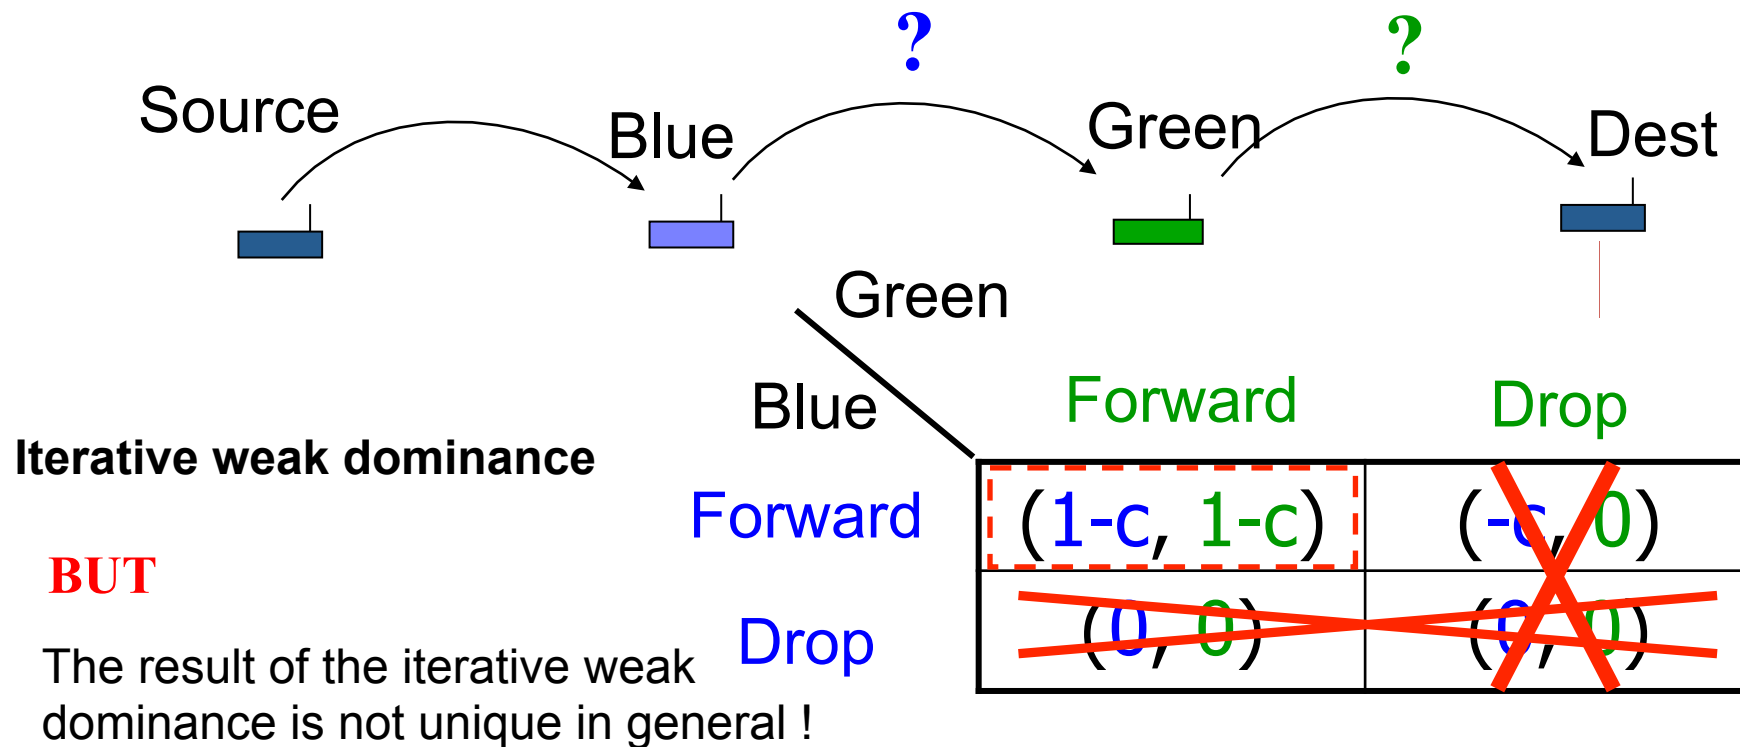 ? ?
Source Blue Green Dest
Green
Blue Forward Drop
Iterative weak dominance
Forward (1-c, 1-c) (-c, 0)
BUT
Drop (0, 0) (0, 0)
The result of the iterative weak
dominance is not unique in general !